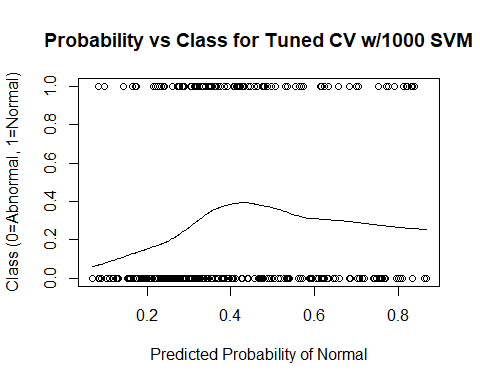 Probability vs Class for Tuned CV w/1000 SVM
Class (0=Abnormal, 1=Normal)
1.0
0.8
0.6
0.4
0.2
0.0
0.2 0.4 0.6 0.8
Predicted Probability of Normal